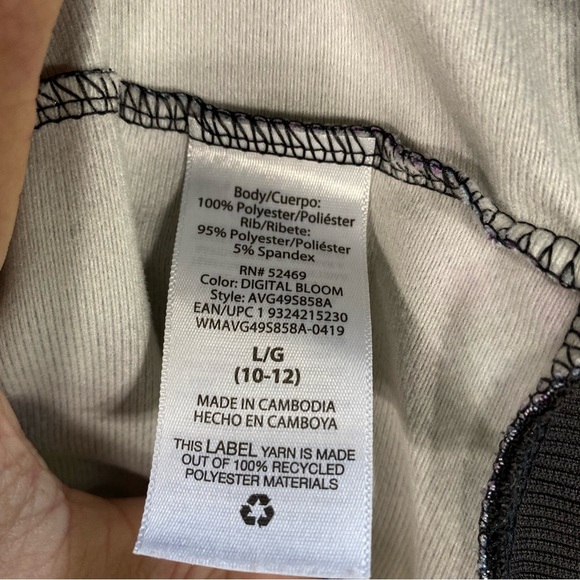 Body/Cuerpo:
100% Polyester/Poliéster
Rib/Ribete:
95% Polyester/Poliéster
5% Spandex
RN# 52469
Color: DIGITAL BLOOM
Style: AVG49S858A
EAN/UPC 1 9324215230
WMAVG49S858A-0419
L/G
(10-12)
MADE IN CAMBODIA
HECHO EN CAMBOYA
THIS LABEL YARN IS MADE
OUT OF 100% RECYCLED
POLYESTER MATERIALS